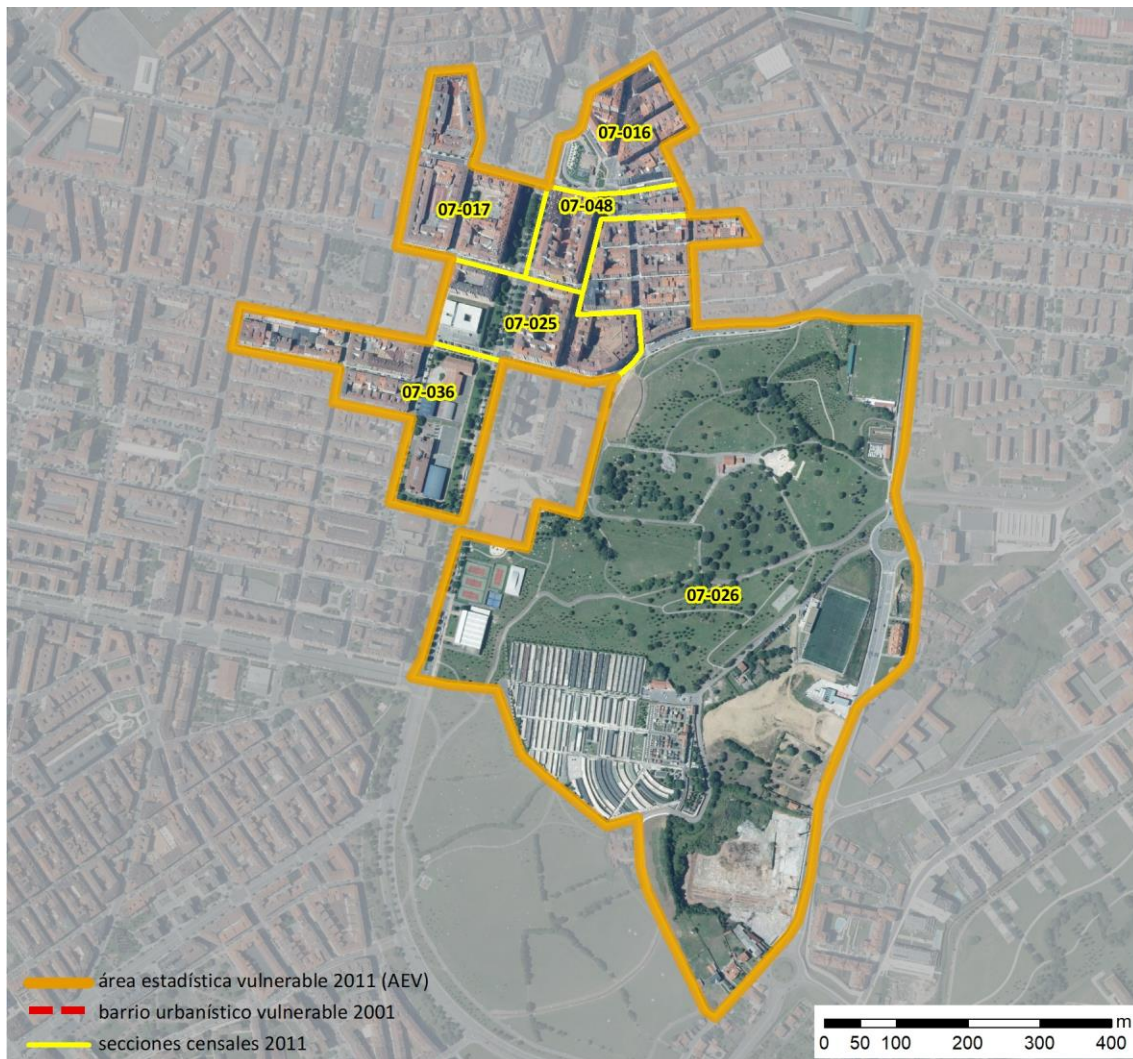 07-016
07-017
07-048
07-025
07-036
07-026
área estadística vulnerable 2011 (AEV)
barrio urbanístico vulnerable 2001
secciones censales 2011
m
0 50 100 200 300 400